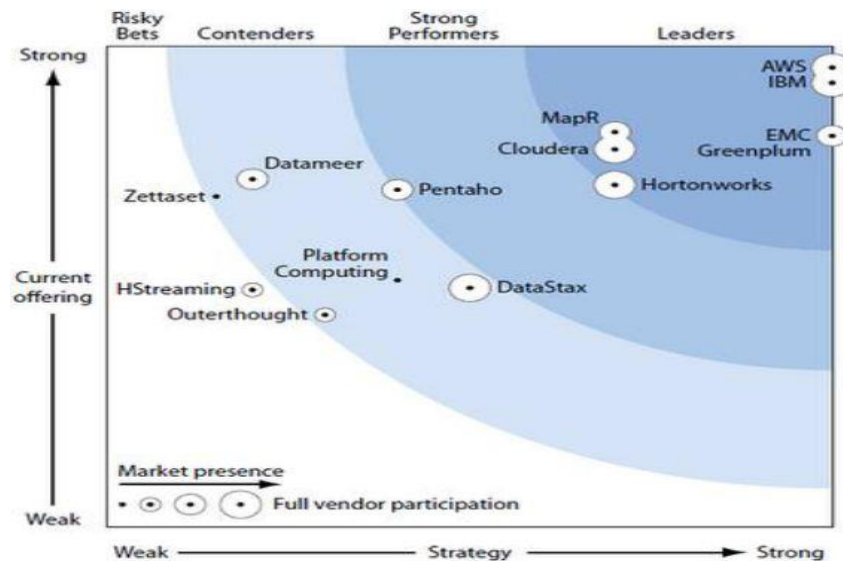 Risky
Bets
Contenders
Strong
Performers
Leaders
Strong
AWS
IBM
MapR
EMC
Cloudera
Greenplum
Datameer
Zettaset
Pentaho
Hortonworks
Platform
Computing
Current
offering
HStreaming
DataStax
Outerthought
Market presence
Full vendor participation
Weak
Weak
Strategy
Strong